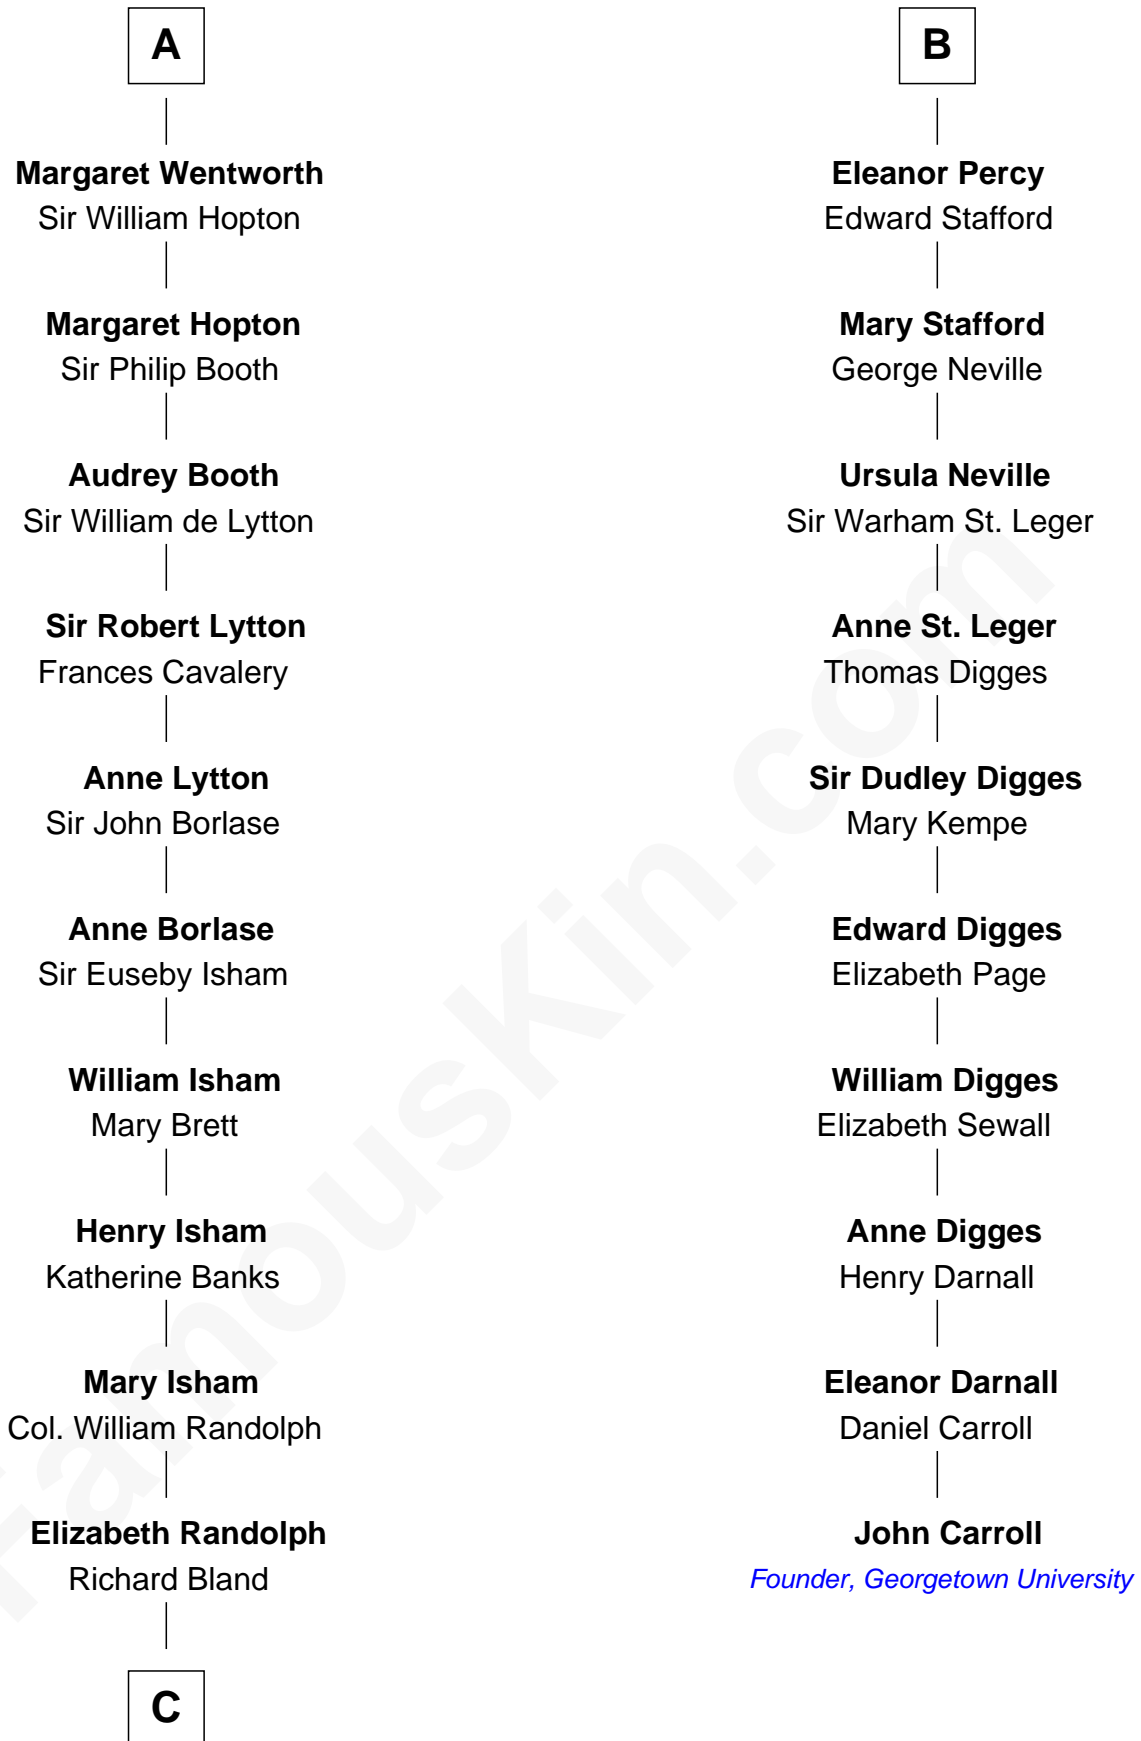 A
Margaret Wentworth
Sir William Hopton
Margaret Hopton
Sir Philip Booth
Audrey Booth
Sir William de Lytton
Sir Robert Lytton
Frances Cavalery
Anne Lytton
Sir John Borlase
Anne Borlase
Sir Euseby Isham
William Isham
Mary Brett
Henry Isham
Katherine Banks
Mary Isham
Col. William Randolph
Elizabeth Randolph
Richard Bland
C
B
Eleanor Percy
Edward Stafford
Mary Stafford
George Neville
Ursula Neville
Sir Warham St. Leger
Anne St. Leger
Thomas Digges
Sir Dudley Digges
Mary Kempe
Edward Digges
Elizabeth Page
William Digges
Elizabeth Sewall
Anne Digges
Henry Darnall
Eleanor Darnall
Daniel Carroll
John Carroll
Founder, Georgetown University
FamousKin.com